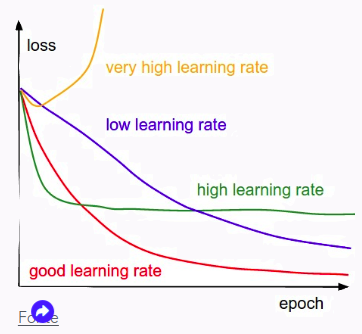 loss
very high learning rate
low learning rate
high learning rate
good learning rate
epoch